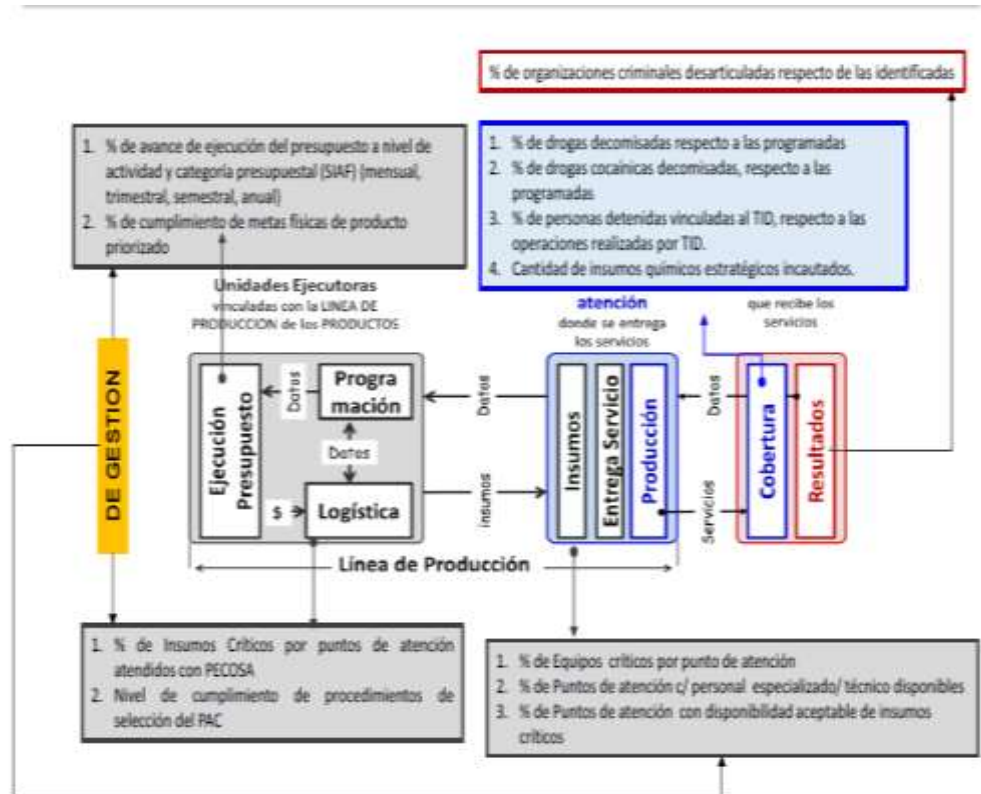 % de organizaciones criminales desarticuladas respecto de las identificadas
1. % de avance de ejecución del presupuesto a nivel de
actividad y categoría presupuestal (SIAF) (mensual,
trimestral, semestral, anual)
2. % de cumplimiento de metas físicas de producto
priorizado
1. % de drogas decomisadas respecto a las programadas
2. % de drogas cocaínicas decomisadas, respecto a las
programadas
3. % de personas detenidas vinculadas al TID, respecto a las
operaciones realizadas por TID.
4. Cantidad de insumos químicos estratégicos incautados.
Unidades Ejecutoras
vinculadas con la LINEA DE
PRODUCCION de los PRODUCTOS
atención
donde se entrega
los servicios
que recibe los
servicios
DE GESTION
Ejecución
Presupuesto
Datos
Progra
mación
Datos
$
Logística
Datos
insumos
Insumos
Entrega Servicio
Producción
Datos
Servicios
Cobertura
Resultados
Línea de Producción
1. % de Insumos Críticos por puntos de atención
atendidos con PECOSA
2. Nivel de cumplimiento de procedimientos de
selección del PAC
1. % de Equipos críticos por punto de atención
2. % de Puntos de atención c/ personal especializado/ técnico disponibles
3. % de Puntos de atención con disponibilidad aceptable de insumos
críticos